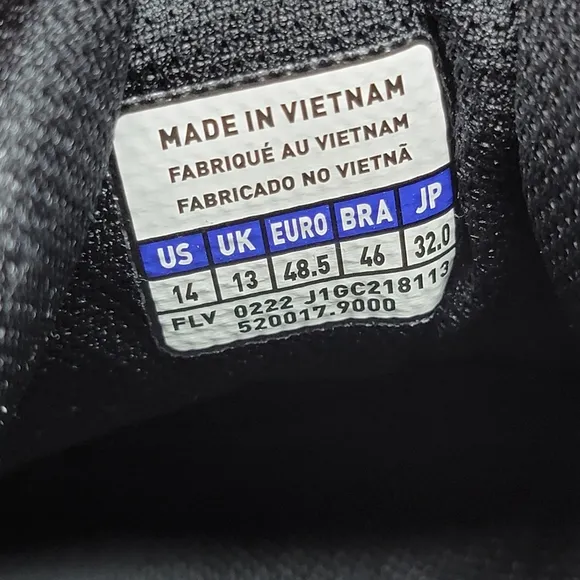 MADE IN VIETNAM
FABRIQUÉ AU VIETNAM
FABRICADO NO VIETNÃ
US UK EURO BRA JP
14 13 48.5 46 32.0
FLV 0222 J1GC218113
520017.9000